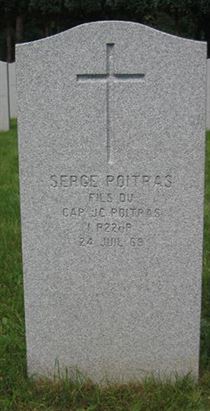 SERGE POITRAS
FILS DU
CAP JC POITRAS
1 R22eR
24 JUIL 69